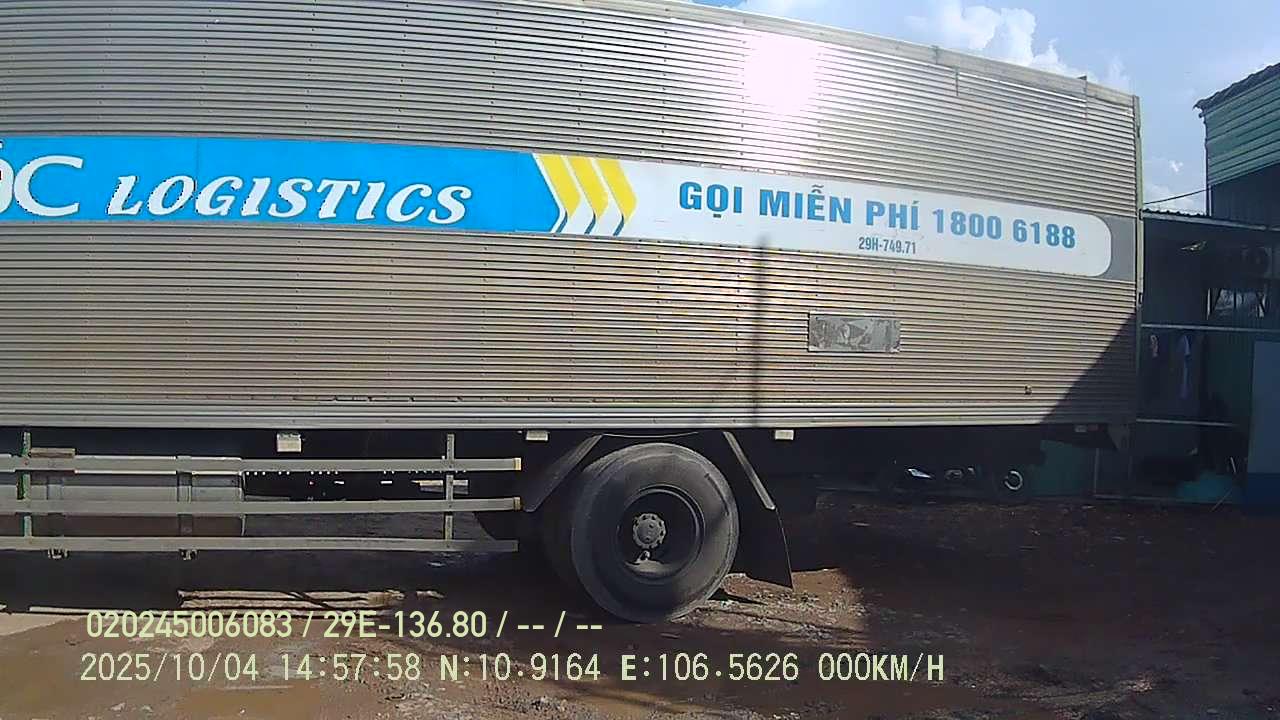 ỐC LOGISTICS
GỌI MIỄN PHÍ 1800 6188
29H-749.71
020245006083 / 29E-136.80 / -- / --
2025/10/04 14:57:58 N:10.9164 E:106.5626 000KM/H